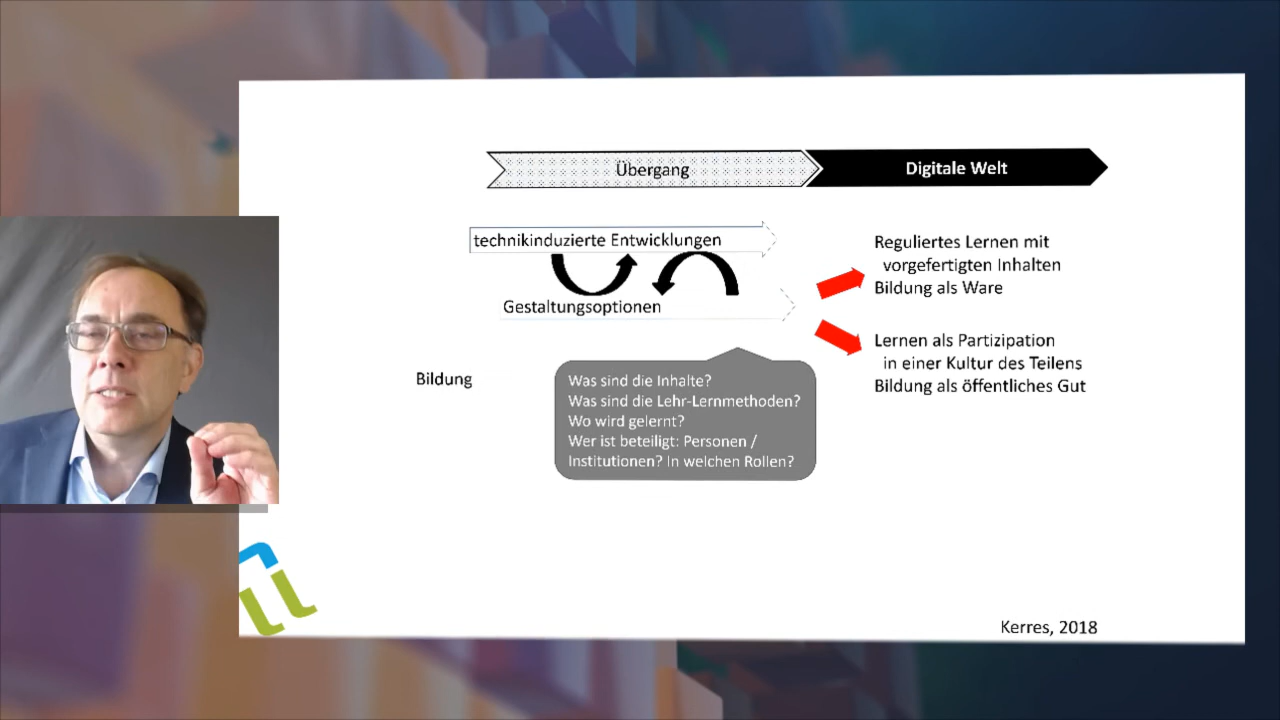 Übergang
Digitale Welt
technikinduzierte Entwicklungen
Gestaltungsoptionen
Reguliertes Lernen mit
vorgefertigten Inhalten
Bildung als Ware
Lernen als Partizipation
in einer Kultur des Teilens
Bildung als öffentliches Gut
Bildung
Was sind die Inhalte?
Was sind die Lehr-Lernmethoden?
Wo wird gelernt?
Wer ist beteiligt: Personen /
Institutionen? In welchen Rollen?
Kerres, 2018